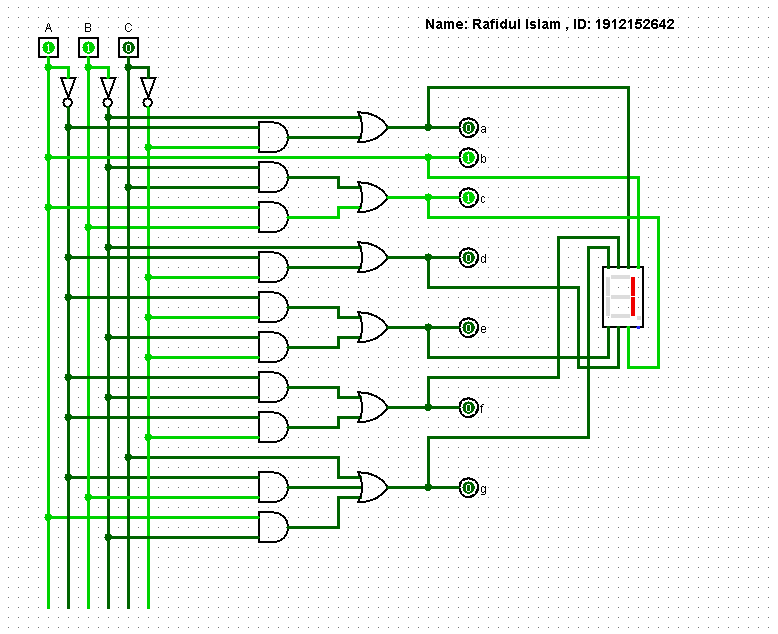 Name: Rafidul Islam , ID: 1912152642
A B C
1 1 0
0 a
1 b
1 c
0 d
0 e
0 f
0 g